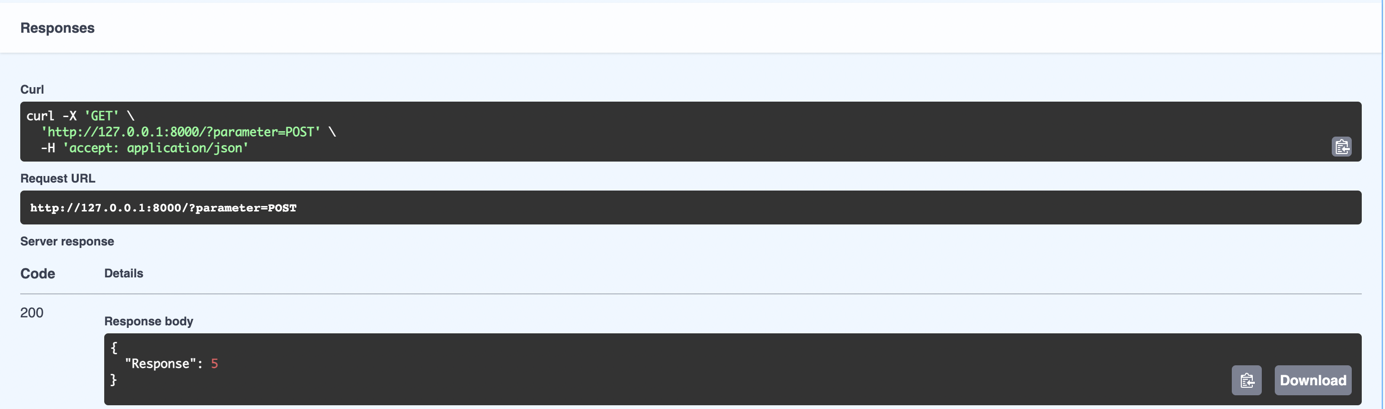 Responses
Curl
curl -X 'GET' \
  'http://127.0.0.1:8000/?parameter=POST' \
  -H 'accept: application/json'
Request URL
http://127.0.0.1:8000/?parameter=POST
Server response
Code Details
200
Response body
{
  "Response": 5
}
Download